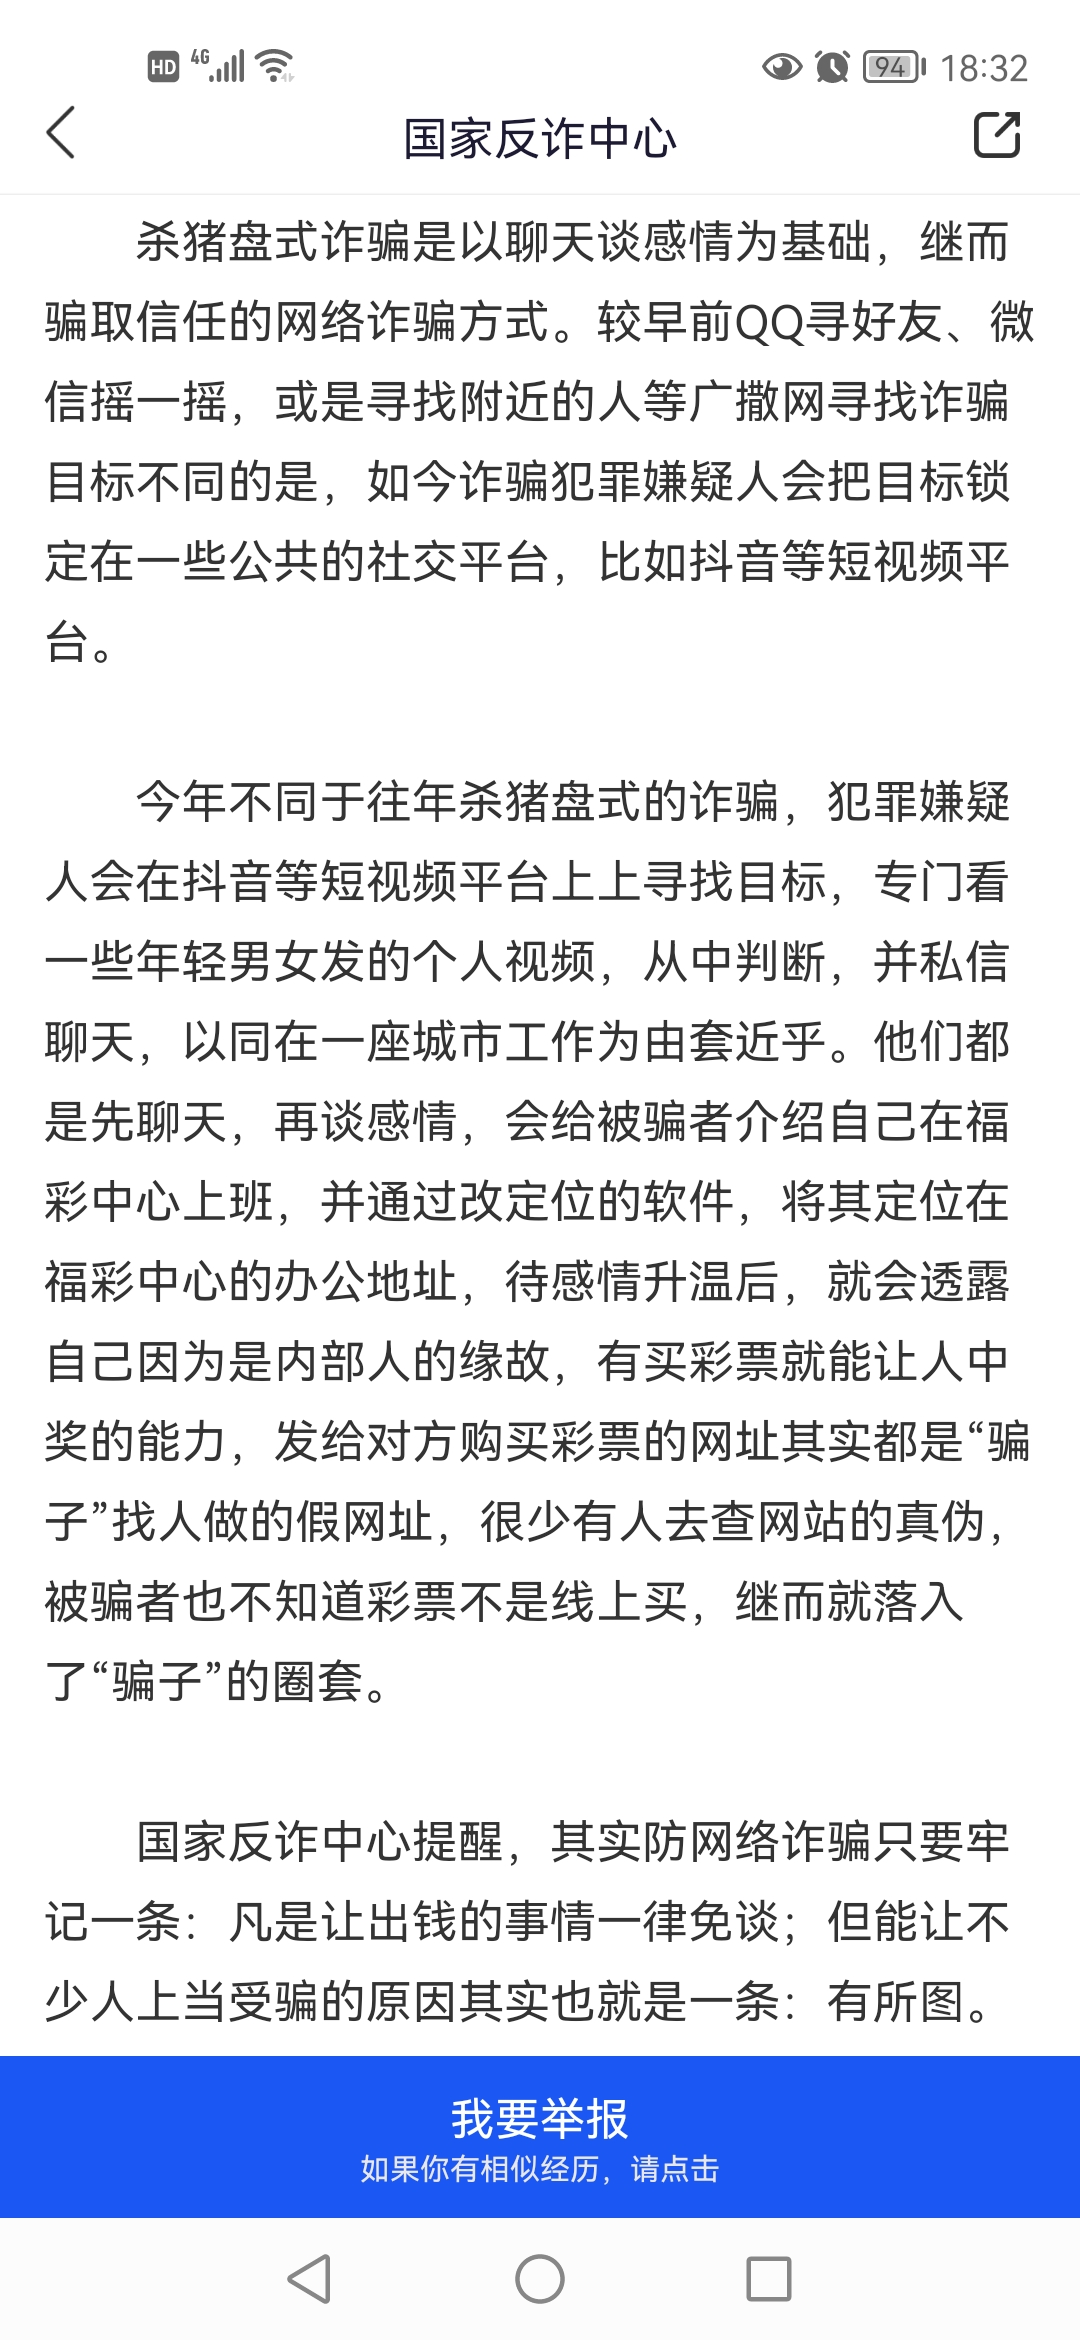 HD 4G 94 18:32
国家反诈中心
杀猪盘式诈骗是以聊天谈感情为基础，继而
骗取信任的网络诈骗方式。较早前QQ寻好友、微
信摇一摇，或是寻找附近的人等广撒网寻找诈骗
目标不同的是，如今诈骗犯罪嫌疑人会把目标锁
定在一些公共的社交平台，比如抖音等短视频平
台。
今年不同于往年杀猪盘式的诈骗，犯罪嫌疑
人会在抖音等短视频平台上上寻找目标，专门看
一些年轻男女发的个人视频，从中判断，并私信
聊天，以同在一座城市工作为由套近乎。他们都
是先聊天，再谈感情，会给被骗者介绍自己在福
彩中心上班，并通过改定位的软件，将其定位在
福彩中心的办公地址，待感情升温后，就会透露
自己因为是内部人的缘故，有买彩票就能让人中
奖的能力，发给对方购买彩票的网址其实都是“骗
子”找人做的假网址，很少有人去查网站的真伪，
被骗者也不知道彩票不是线上买，继而就落入
了“骗子”的圈套。
国家反诈中心提醒，其实防网络诈骗只要牢
记一条：凡是让出钱的事情一律免谈；但能让不
少人上当受骗的原因其实也就是一条：有所图。
我要举报
如果你有相似经历，请点击